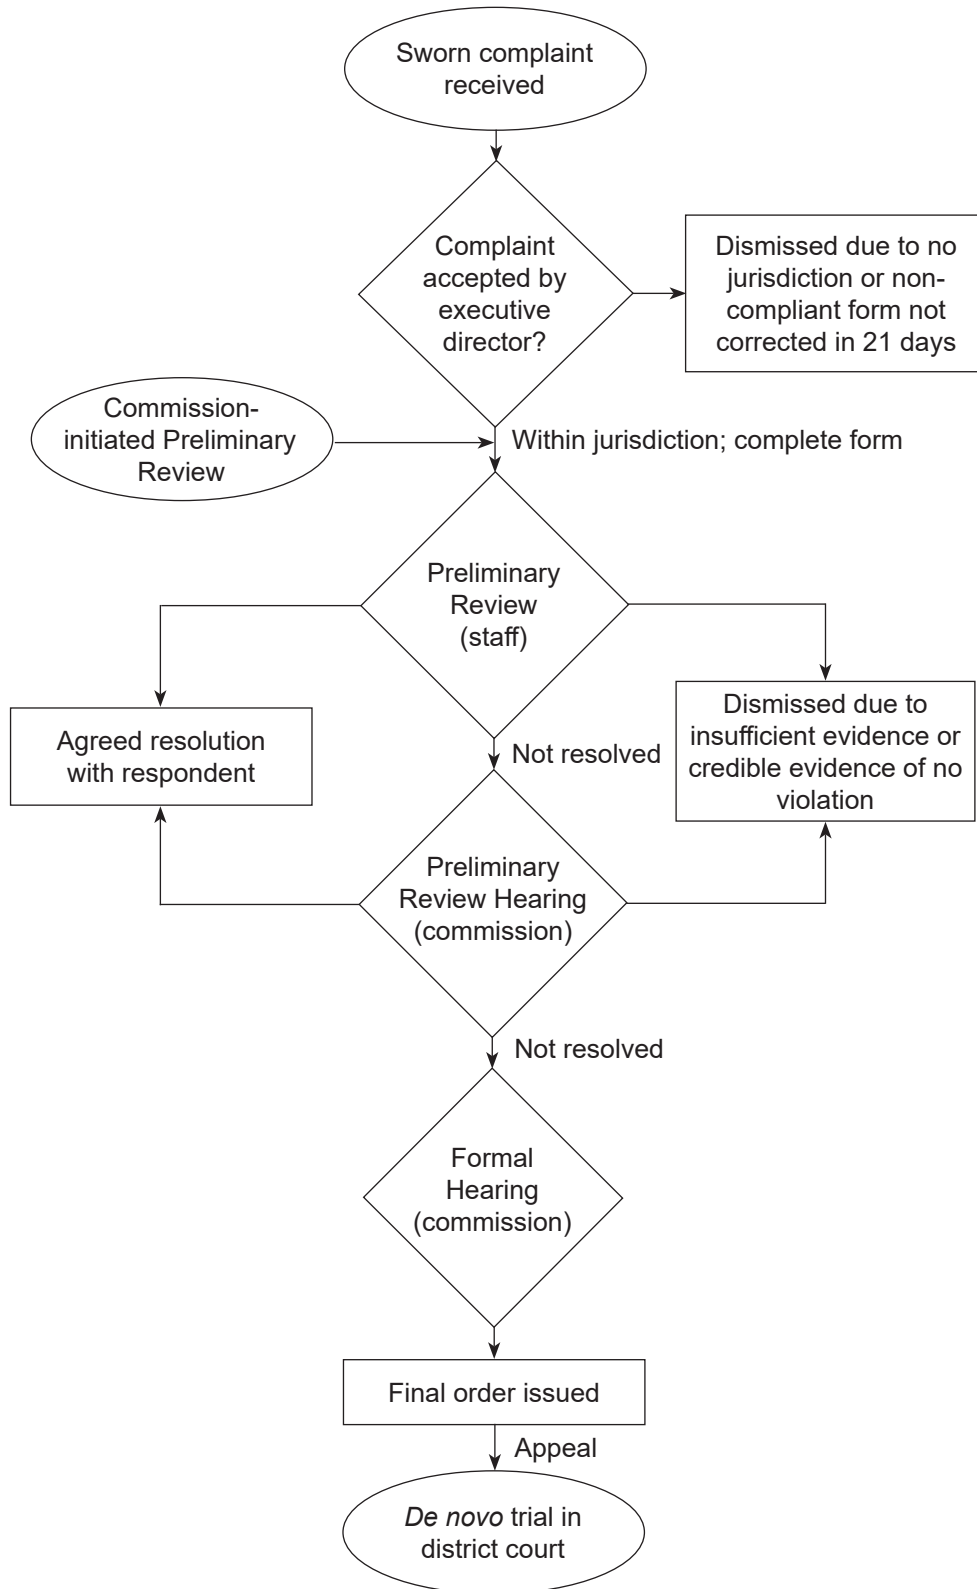 Sworn complaint
received
Complaint
accepted by
executive
director?
Dismissed due to no
jurisdiction or non-
compliant form not
corrected in 21 days
Commission-
initiated Preliminary
Review
Within jurisdiction; complete form
Preliminary
Review
(staff)
Agreed resolution
with respondent
Not resolved
Dismissed due to
insufficient evidence or
credible evidence of no
violation
Preliminary
Review Hearing
(commission)
Not resolved
Formal
Hearing
(commission)
Final order issued
Appeal
De novo trial in
district court